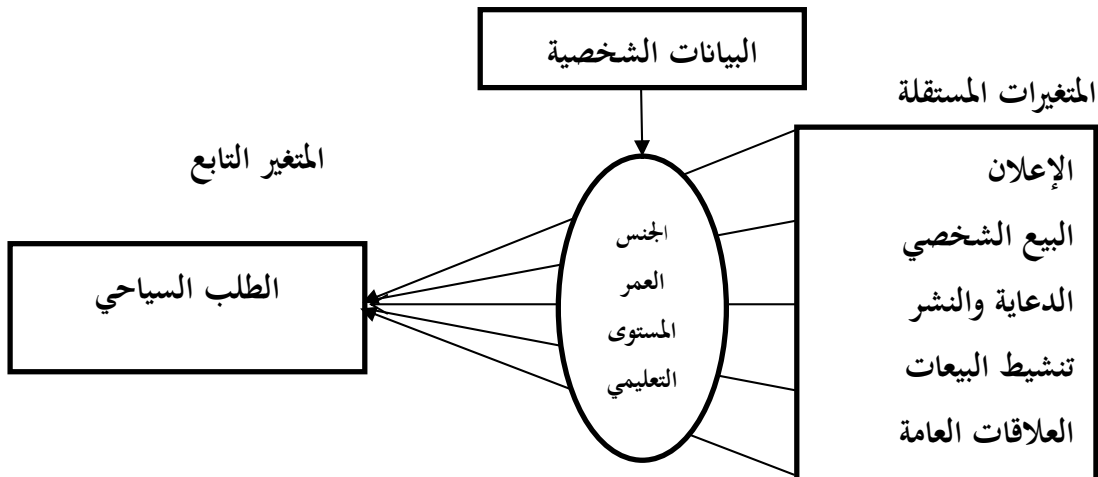 البيانات الشخصية
المتغيرات المستقلة
الإعلان
البيع الشخصي
الدعاية والنشر
تنشيط البيعات
العلاقات العامة
الجنس
العمر
المستوى
التعليمي
المتغير التابع
الطلب السياحي